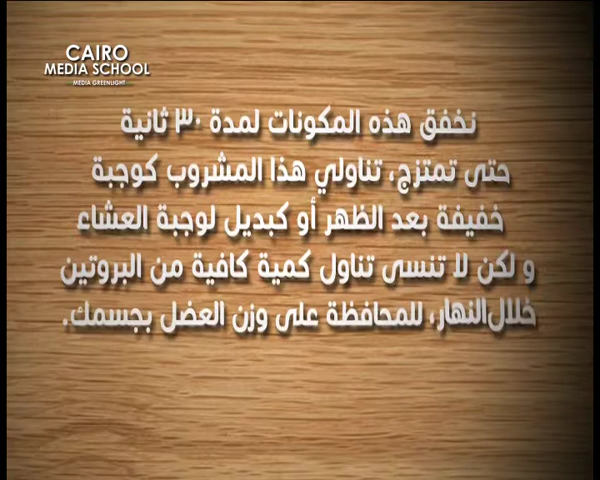 CAIRO
MEDIA SCHOOL
MEDIA GREENLIGHT
نخفق هذه المكونات لمدة ٣٠ ثانية
حتى تمتزج، تناولي هذا المشروب كوجبة
خفيفة بعد الظهر أو كبديل لوجبة العشاء
و لكن لا تنسى تناول كمية كافية من البروتين
خلال النهار، للمحافظة على وزن العضل بجسمك.